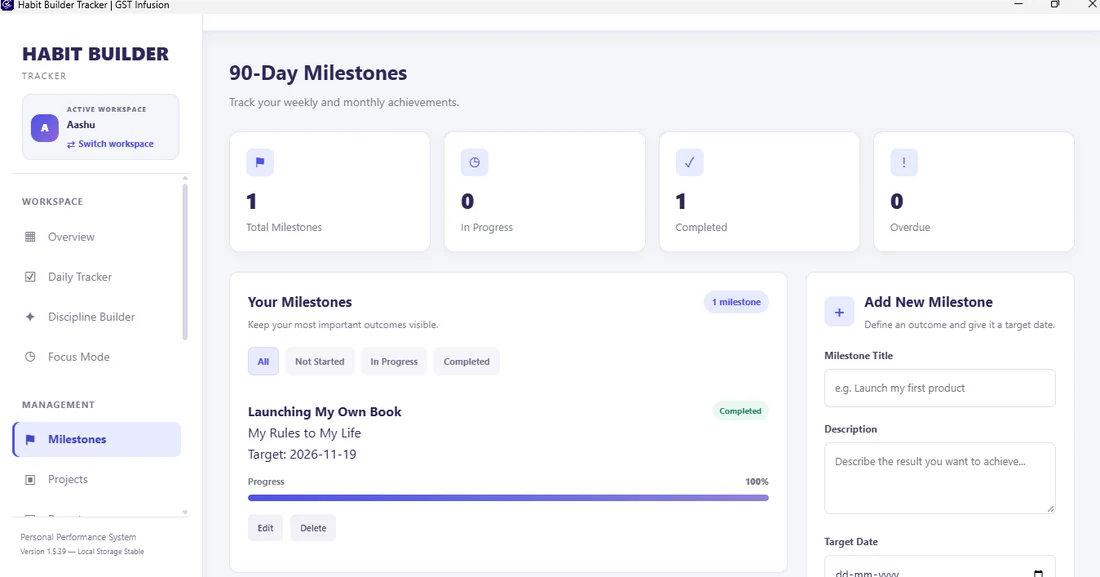 Habit Builder Tracker | GST Infusion
HABIT BUILDER
TRACKER
A
ACTIVE WORKSPACE
Aashu
⇄ Switch workspace
WORKSPACE
Overview
Daily Tracker
Discipline Builder
Focus Mode
MANAGEMENT
Milestones
Projects
Personal Performance System
Version 1.5.39 — Local Storage Stable
90-Day Milestones
Track your weekly and monthly achievements.
1
Total Milestones
0
In Progress
✓
1
Completed
!
0
Overdue
Your Milestones
1 milestone
Keep your most important outcomes visible.
All
Not Started
In Progress
Completed
Launching My Own Book
Completed
My Rules to My Life
Target: 2026-11-19
Progress
100%
Edit
Delete
+
Add New Milestone
Define an outcome and give it a target date.
Milestone Title
e.g. Launch my first product
Description
Describe the result you want to achieve...
Target Date
dd-mm-yyyy